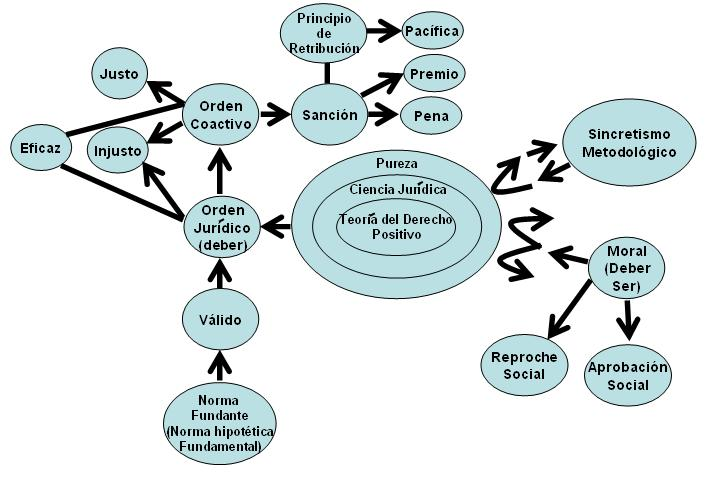 Principio
de
Retribución
Pacífica
Justo
Premio
Orden
Coactivo
Sanción
Pena
Eficaz
Injusto
Sincretismo
Metodológico
Pureza
Ciencia Jurídica
Teoría del Derecho
Positivo
Orden
Jurídico
(deber)
Moral
(Deber
Ser)
Válido
Reproche
Social
Aprobación
Social
Norma
Fundante
(Norma hipotética
Fundamental)